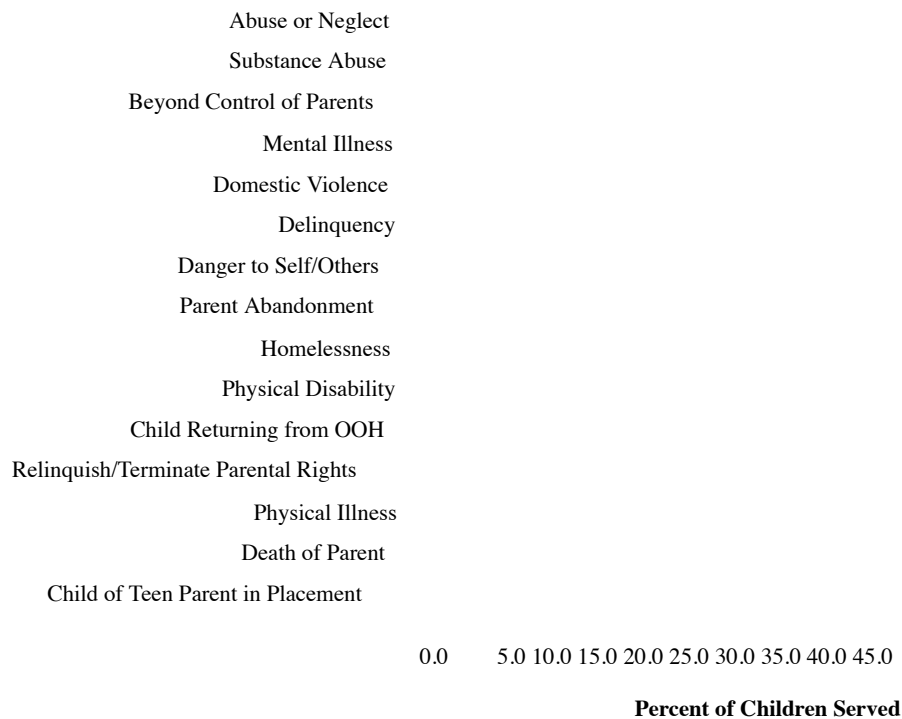 Abuse or Neglect
Substance Abuse
Beyond Control of Parents
Mental Illness
Domestic Violence
Delinquency
Danger to Self/Others
Parent Abandonment
Homelessness
Physical Disability
Child Returning from OOH
Relinquish/Terminate Parental Rights
Physical Illness
Death of Parent
Child of Teen Parent in Placement
0.0 5.0 10.0 15.0 20.0 25.0 30.0 35.0 40.0 45.0
Percent of Children Served